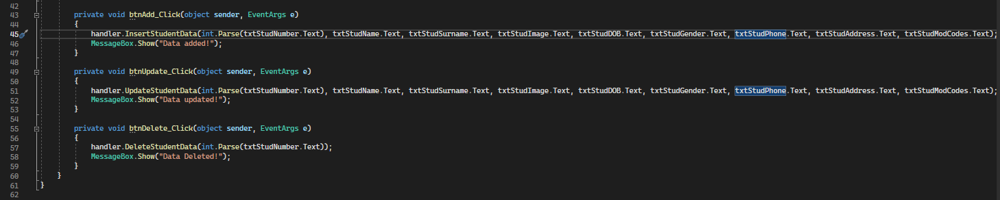 42
43 private void btnAdd_Click(object sender, EventArgs e)
44 {
45 handler.InsertStudentData(int.Parse(txtStudNumber.Text), txtStudName.Text, txtStudSurname.Text, txtStudImage.Text, txtStudDOB.Text, txtStudGender.Text, txtStudPhone.Text, txtStudAddress.Text, txtStudModCodes.Text);
46 MessageBox.Show("Data added!");
47 }
48
49 private void btnUpdate_Click(object sender, EventArgs e)
50 {
51 handler.UpdateStudentData(int.Parse(txtStudNumber.Text), txtStudName.Text, txtStudSurname.Text, txtStudImage.Text, txtStudDOB.Text, txtStudGender.Text, txtStudPhone.Text, txtStudAddress.Text, txtStudModCodes.Text);
52 MessageBox.Show("Data updated!");
53 }
54
55 private void btnDelete_Click(object sender, EventArgs e)
56 {
57 handler.DeleteStudentData(int.Parse(txtStudNumber.Text));
58 MessageBox.Show("Data Deleted!");
59 }
60 }
61 }
62